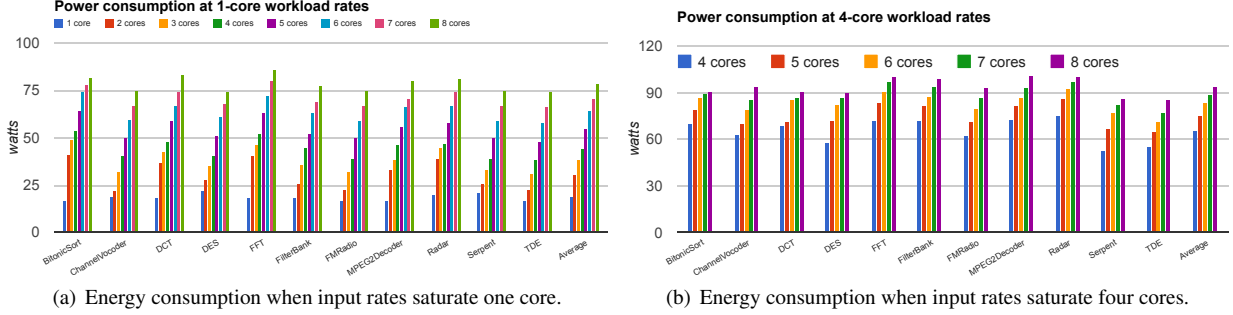 Power consumption at 1-core workload rates
1 core 2 cores 3 cores 4 cores 5 cores 6 cores 7 cores 8 cores
100
75
50
25
0
watts
BitonicSort ChannelVocoder DCT DES FFT FilterBank FMRadio MPEG2Decoder Radar Serpent TDE Average
(a) Energy consumption when input rates saturate one core.
Power consumption at 4-core workload rates
4 cores 5 cores 6 cores 7 cores 8 cores
120
90
60
30
0
watts
BitonicSort ChannelVocoder DCT DES FFT FilterBank FMRadio MPEG2Decoder Radar Serpent TDE Average
(b) Energy consumption when input rates saturate four cores.